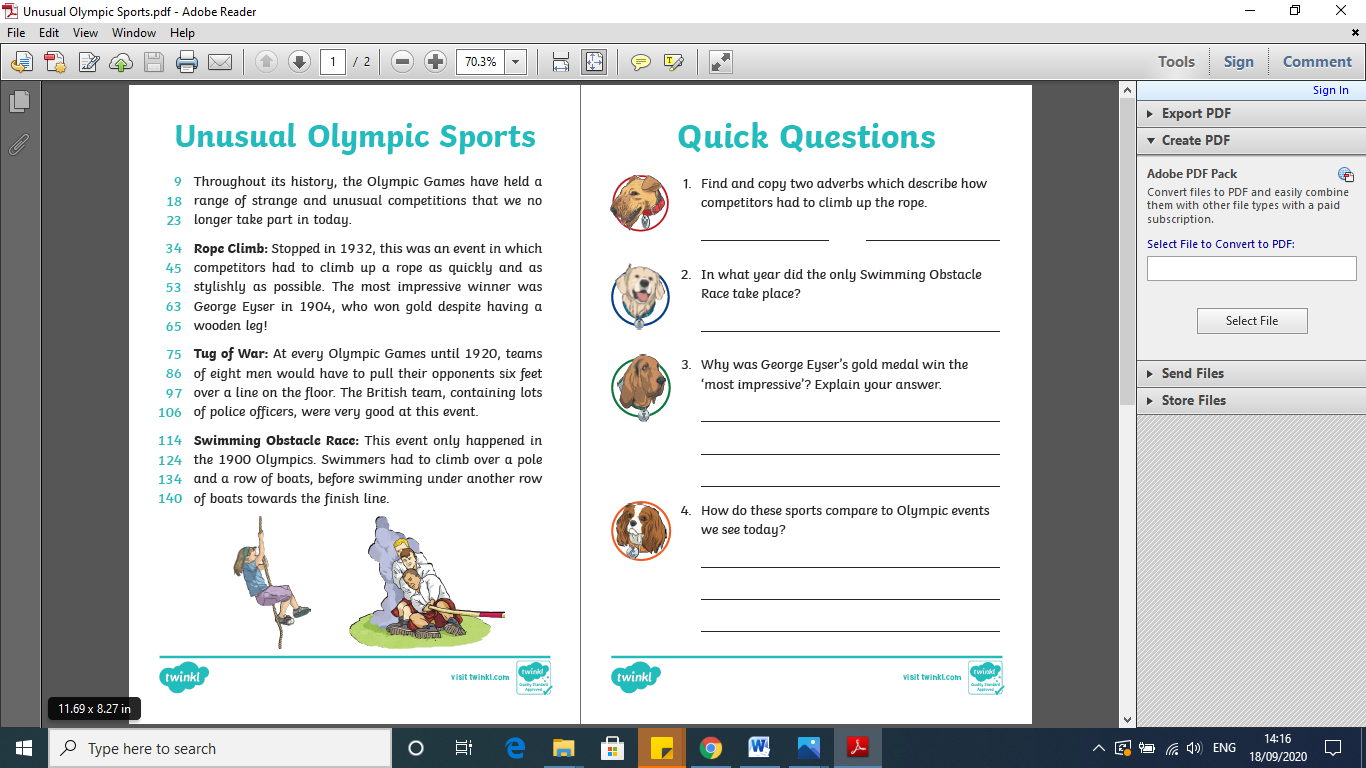 Unusual Olympic Sports.pdf - Adobe Reader
File Edit View Window Help
1 / 2 70.3% Tools Sign Comment
Sign In
Export PDF
Create PDF
Adobe PDF Pack
Convert files to PDF and easily combine
them with other file types with a paid
subscription.
Select File to Convert to PDF:
Select File
Send Files
Store Files
Unusual Olympic Sports
9 Throughout its history, the Olympic Games have held a
18 range of strange and unusual competitions that we no
23 longer take part in today.
34 Rope Climb: Stopped in 1932, this was an event in which
45 competitors had to climb up a rope as quickly and as
53 stylishly as possible. The most impressive winner was
63 George Eyser in 1904, who won gold despite having a
65 wooden leg!
75 Tug of War: At every Olympic Games until 1920, teams
86 of eight men would have to pull their opponents six feet
97 over a line on the floor. The British team, containing lots
106 of police officers, were very good at this event.
114 Swimming Obstacle Race: This event only happened in
124 the 1900 Olympics. Swimmers had to climb over a pole
134 and a row of boats, before swimming under another row
140 of boats towards the finish line.
twinkl visit twinkl.com twinkl
Quality Standard
Approved
Quick Questions
1. Find and copy two adverbs which describe how
competitors had to climb up the rope.
2. In what year did the only Swimming Obstacle
Race take place?
3. Why was George Eyser's gold medal win the
‘most impressive’? Explain your answer.
4. How do these sports compare to Olympic events
we see today?
twinkl visit twinkl.com twinkl
Quality Standard
Approved
11.69 x 8.27 in
Type here to search
ENG
14:16
18/09/2020